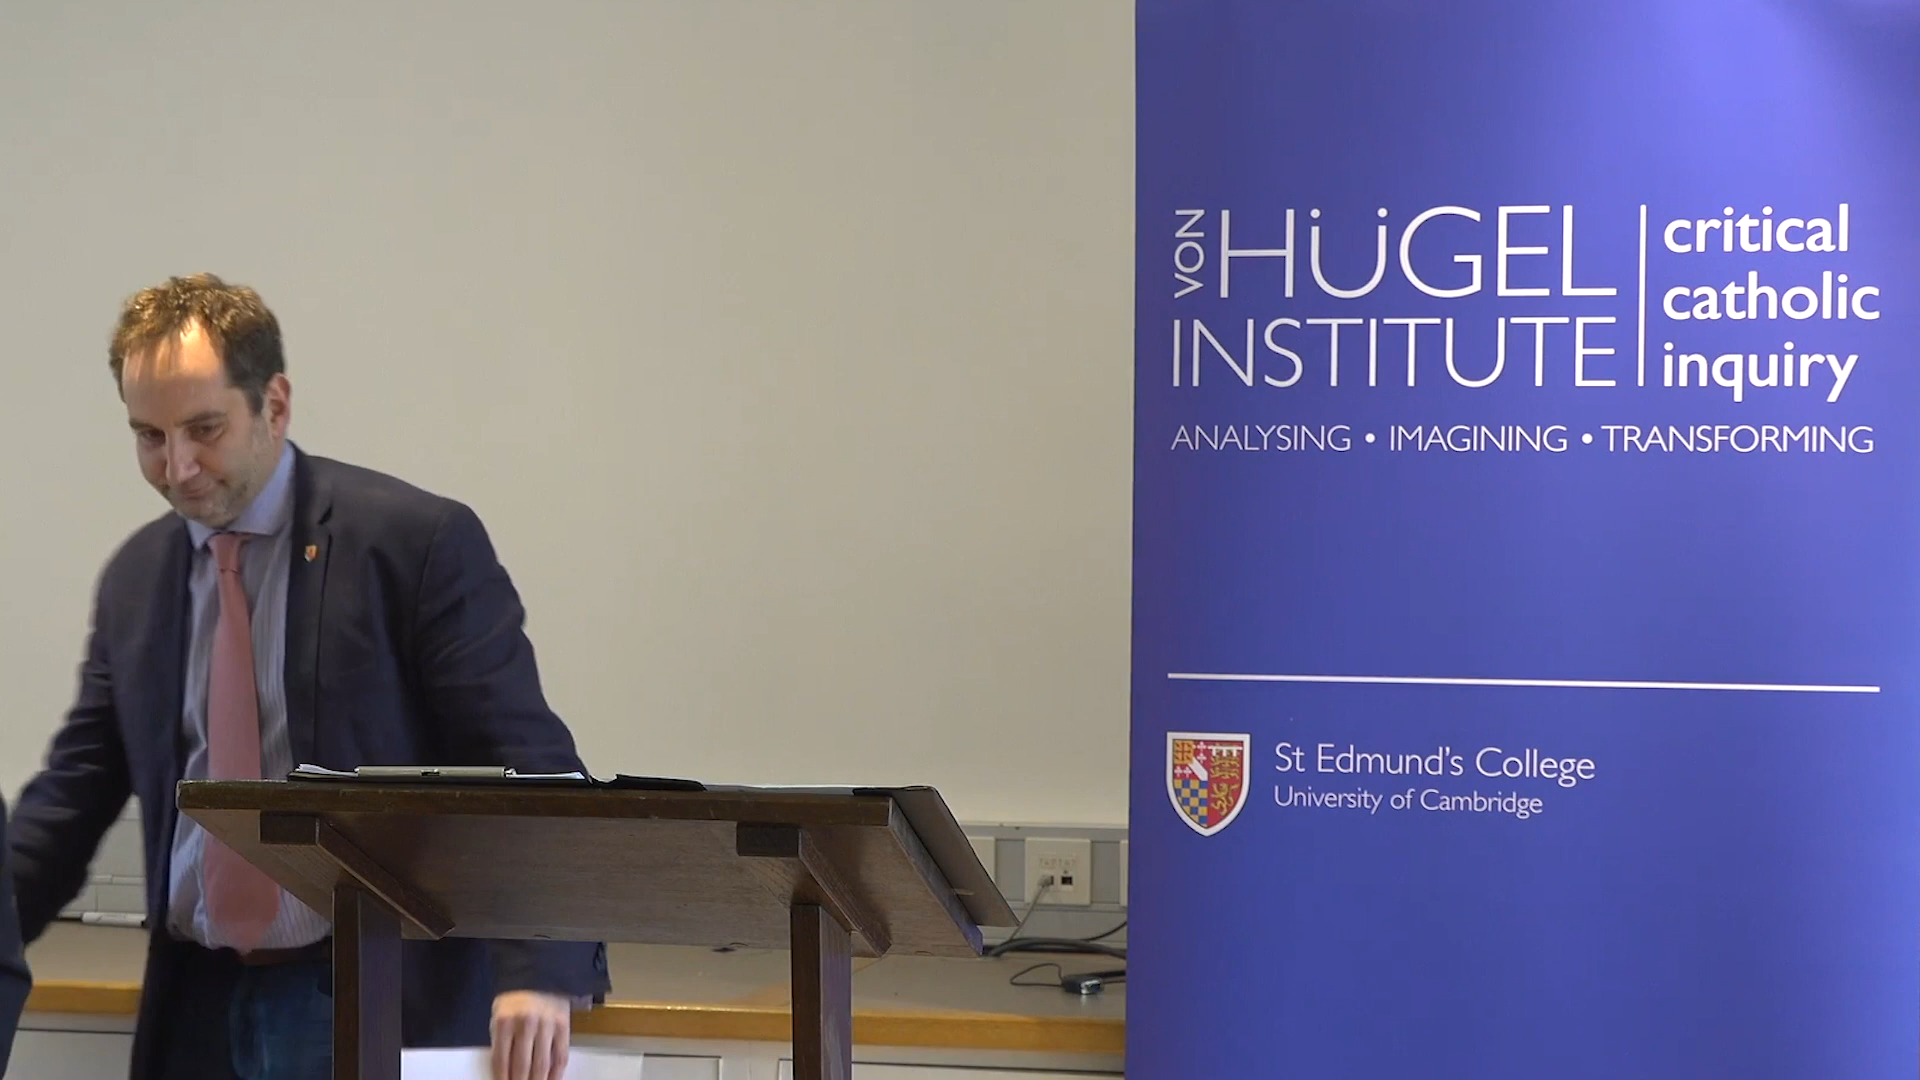 VON HÜGEL INSTITUTE
critical catholic inquiry
ANALYSING • IMAGINING • TRANSFORMING
St Edmund's College
University of Cambridge